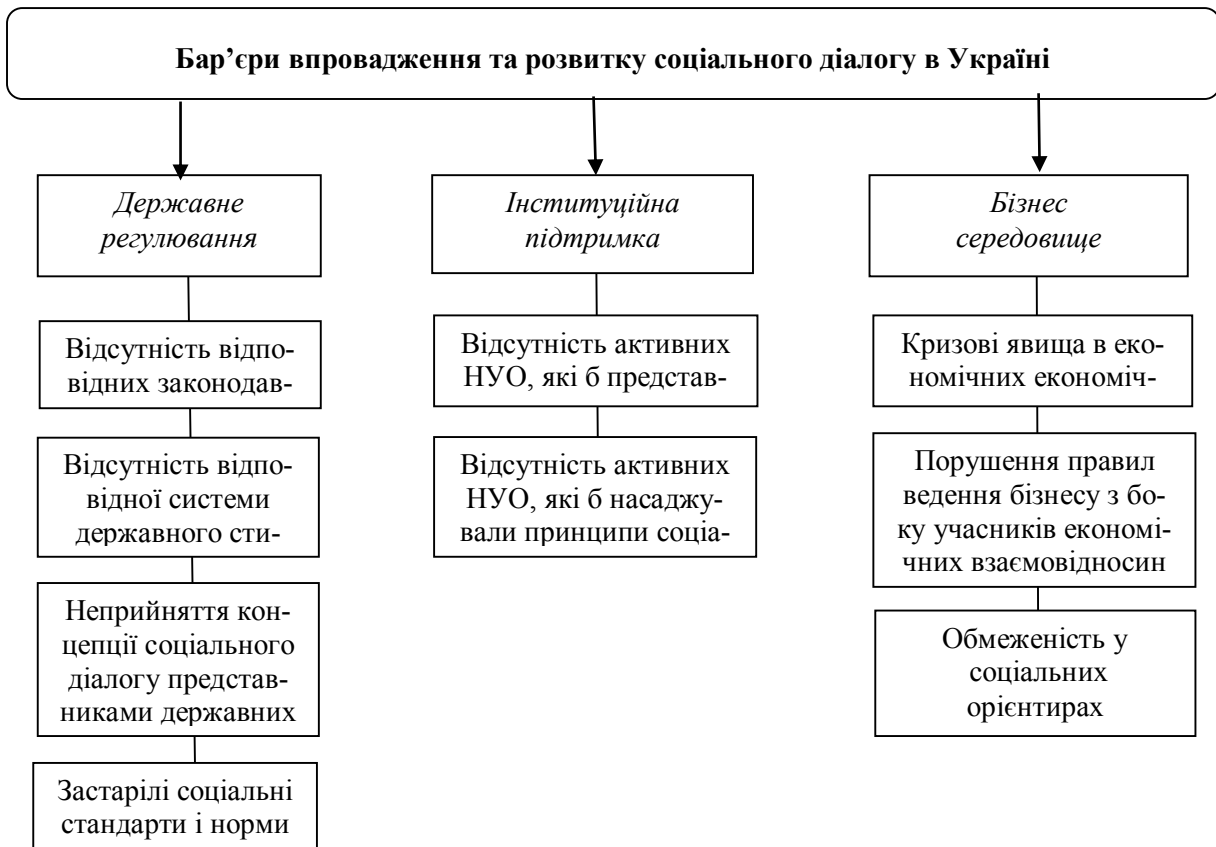 Бар’єри впровадження та розвитку соціального діалогу в Україні
Державне
регулювання
Відсутність відпо-
відних законодав-
Відсутність відпо-
відної системи
державного сти-
Неприйняття кон-
цепції соціального
діалогу представ-
никами державних
Застарілі соціальні
стандарти і норми
Інституційна
підтримка
Відсутність активних
НУО, які б представ-
Відсутність активних
НУО, які б насаджу-
вали принципи соціа-
Бізнес
середовище
Кризові явища в еко-
номічних економіч-
Порушення правил
ведення бізнесу з бо-
ку учасників економі-
чних взаємовідносин
Обмеженість у
соціальних
орієнтирах